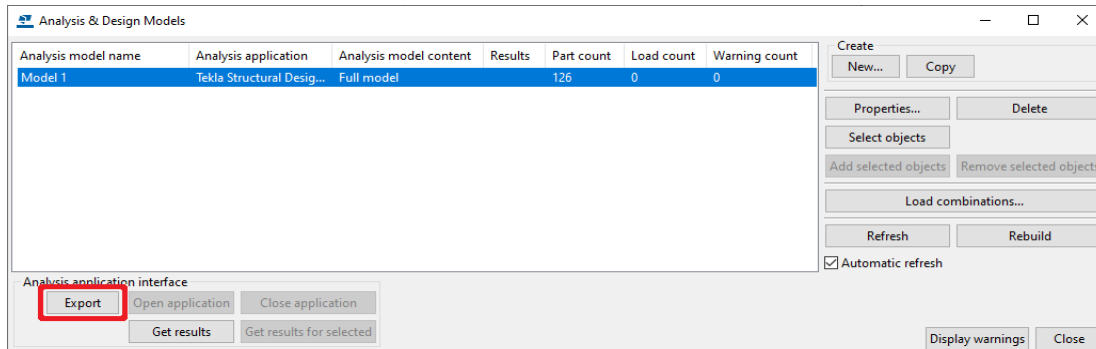 Analysis & Design Models
Analysis model name Analysis application Analysis model content Results Part count Load count Warning count
Model 1 Tekla Structural Desig... Full model 126 0 0
Create
New... Copy
Properties... Delete
Select objects
Add selected objects Remove selected objects
Load combinations...
Refresh Rebuild
Automatic refresh
Analysis application interface
Export Open application Close application
Get results Get results for selected
Display warnings Close